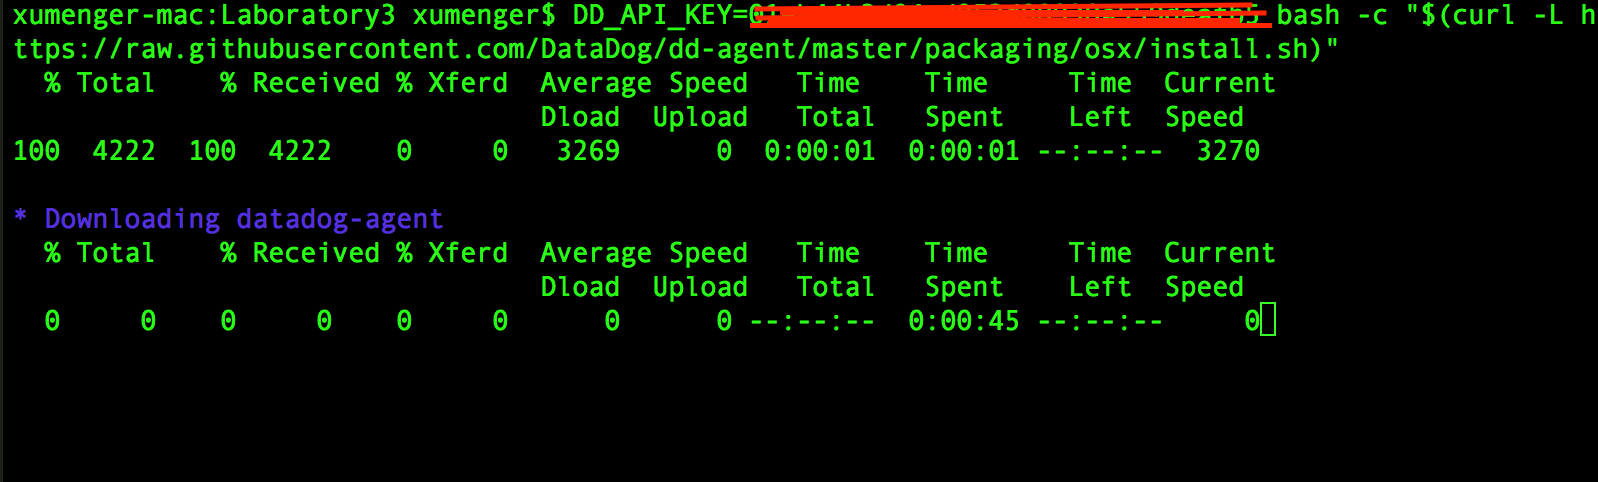 xumenger-mac:Laboratory3 xumenger$ DD_API_KEY= bash -c "$(curl -L h
ttps://raw.githubusercontent.com/DataDog/dd-agent/master/packaging/osx/install.sh)"
% Total % Received % Xferd Average Speed Time Time Time Current
Dload Upload Total Spent Left Speed
100 4222 100 4222 0 0 3269 0 0:00:01 0:00:01 --:--:-- 3270
* Downloading datadog-agent
% Total % Received % Xferd Average Speed Time Time Time Current
Dload Upload Total Spent Left Speed
0 0 0 0 0 0 0 0 --:--:-- 0:00:45 --:--:-- 0